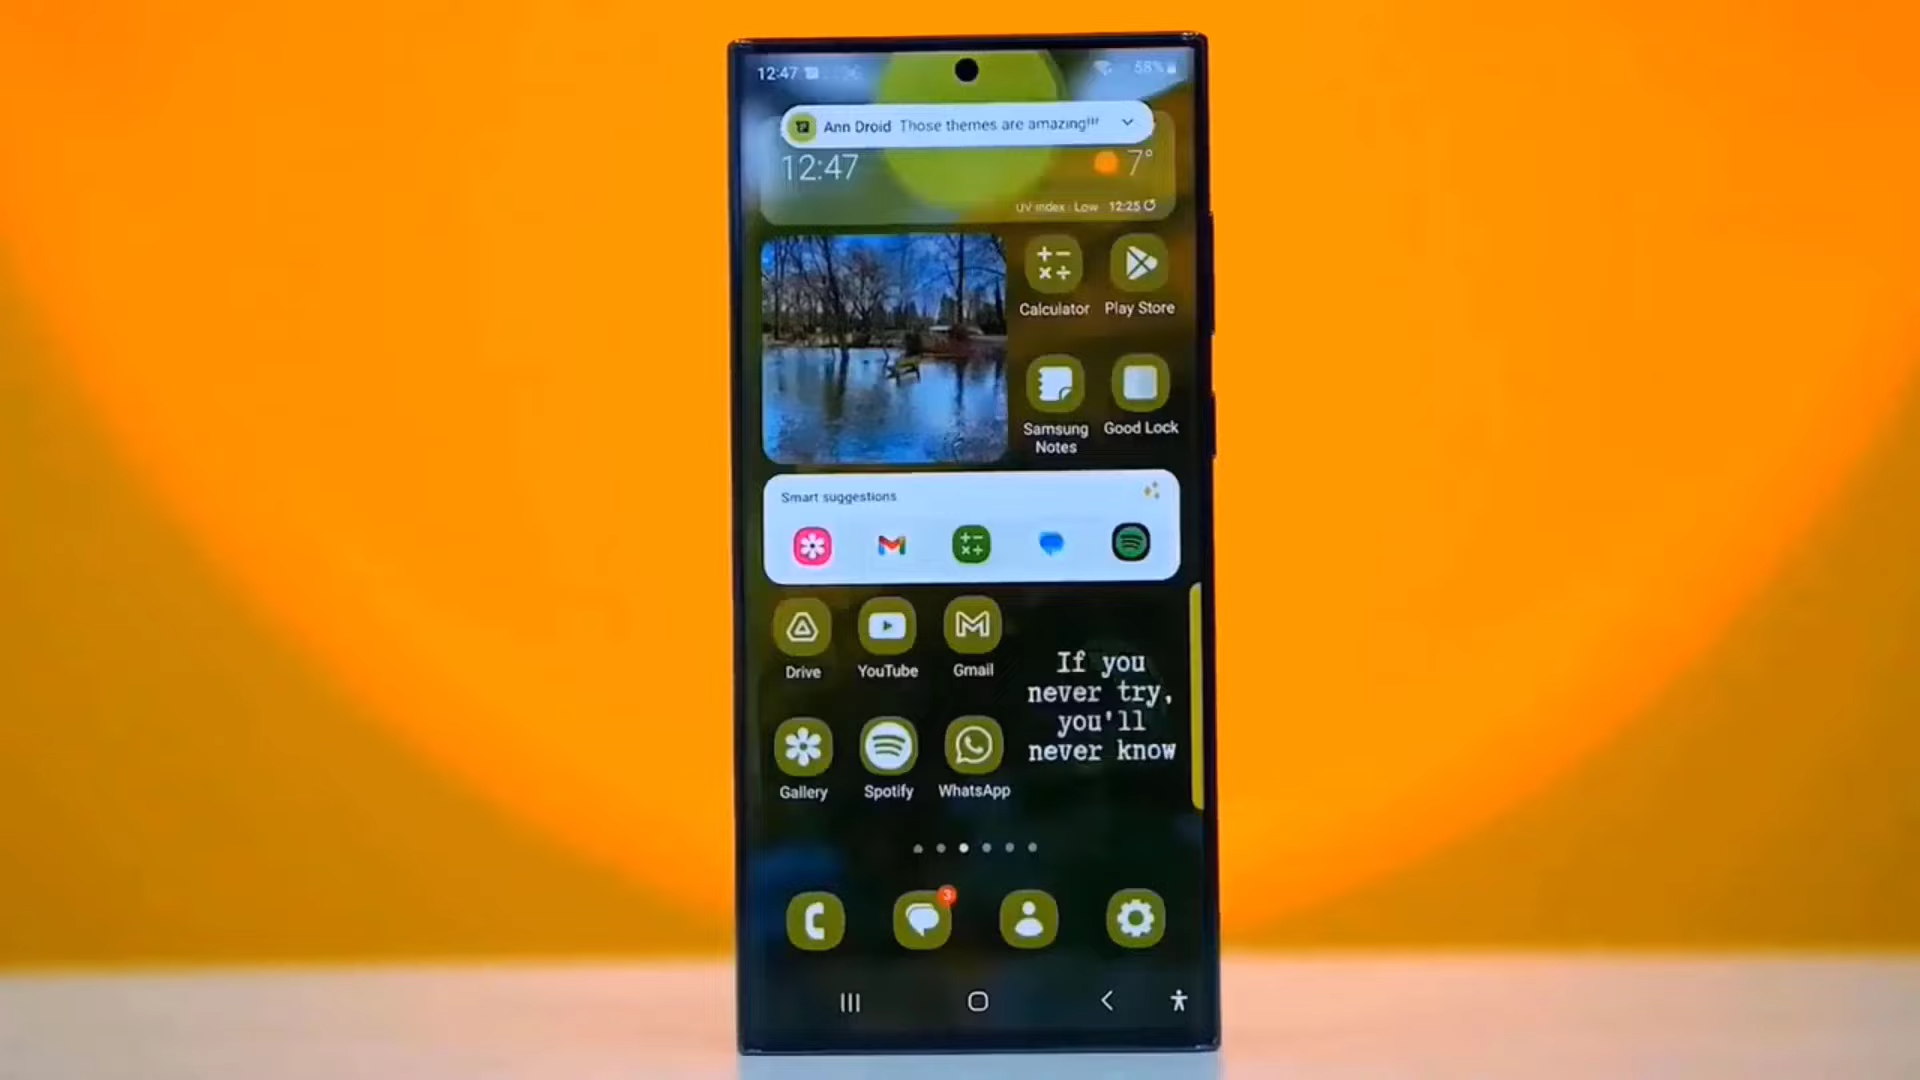 12:47
58%
Ann Droid Those themes are amazing!!!
12:47
7°
UV index : Low 12:25
Calculator
Play Store
Samsung
Notes
Good Lock
Smart suggestions
Drive
YouTube
Gmail
If you
never try,
you'll
never know
Gallery
Spotify
WhatsApp
3